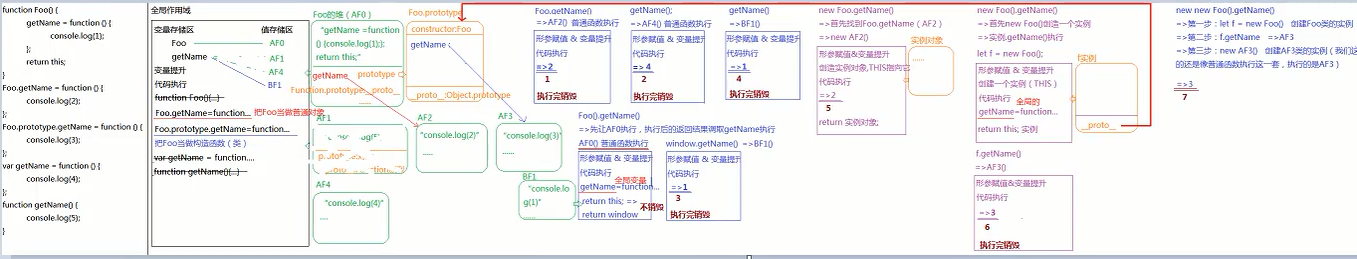 function Foo() {
getName = function () {
console.log(1);
};
return this;
}
Foo.getName = function () {
console.log(2);
};
Foo.prototype.getName = function () {
console.log(3);
};
var getName = function () {
console.log(4);
};
function getName() {
console.log(5);
}
全局作用域
变量存储区 值存储区
Foo AF0
getName AF1
变量提升 AF4
代码执行 BF1
function Foo(){...}
Foo.getName=function... 把Foo当做普通对象
Foo.prototype.getName=function...
把Foo当做构造函数（类）
var getName = function....
function getName(){...}
Foo的堆（AF0）
"getName =function
() {console.log(1);};
return this;"
getName prototype
Function.prototype
......
AF1
AF4
"console.log(4)"
....
Foo.prototype
constructor:Foo
getName :
__proto__:Object.prototype
AF2
"console.log(2)"
.....
AF3
"console.log(3)"
......
BF1
"console.lo
g(1)"
......
Foo.getName()
=>AF2() 普通函数执行
形参赋值 & 变量提升
代码执行
=>2
1
执行完销毁
getName();
=>AF4() 普通函数执行
形参赋值 & 变量提升
代码执行
=>4
2
执行完销毁
getName()
=>BF1()
形参赋值 & 变量提升
代码执行
=>1
4
执行完销毁
Foo().getName()
=>先让AF0执行，执行后的返回结果调取getName执行
AF0() 普通函数执行
形参赋值 & 变量提升
代码执行 全局变量
getName=function...
return this; =>
return window
不销毁
window.getName() =>BF1()
形参赋值 & 变量提升
代码执行
=>1
3
执行完销毁
new Foo.getName()
=>首先找到Foo.getName（AF2）
=>new AF2()
形参赋值&变量提升
创造实例对象,THIS指向它
代码执行
=>2
5
return 实例对象;
实例对象
......
new Foo().getName()
=>首先new Foo()创造一个实例
=>实例.getName()执行
let f = new Foo();
形参赋值 & 变量提升
创建一个实例（THIS）
代码执行 全局的
getName=function...
return this; 实例
f实例
__proto__
f.getName()
=>AF3()
形参赋值&变量提升
代码执行
=>3
6
执行完销毁
new new Foo().getName()
=>第一步：let f = new Foo() 创建Foo类的实例
=>第二步：f.getName =>AF3
=>第三步：new AF3() 创建AF3类的实例（
的还是像普通函数执行这一套，执行的是AF3）
=>3
7